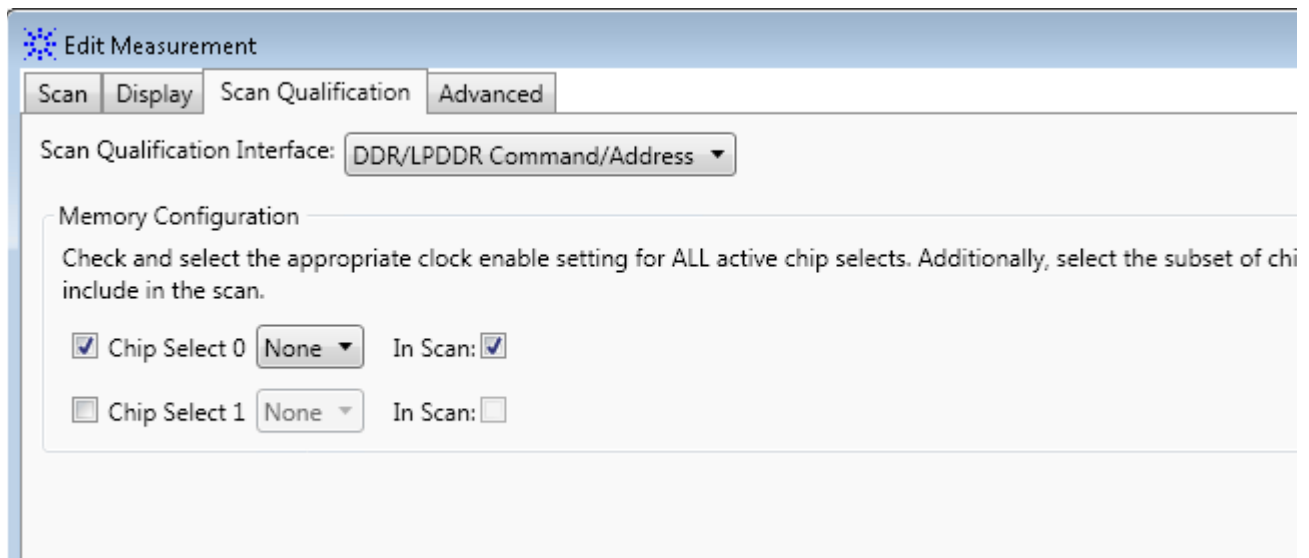 Edit Measurement
Scan Display Scan Qualification Advanced
Scan Qualification Interface: DDR/LPDDR Command/Address
Memory Configuration
Check and select the appropriate clock enable setting for ALL active chip selects. Additionally, select the subset of chi
include in the scan.
Chip Select 0 None In Scan:
Chip Select 1 None In Scan: